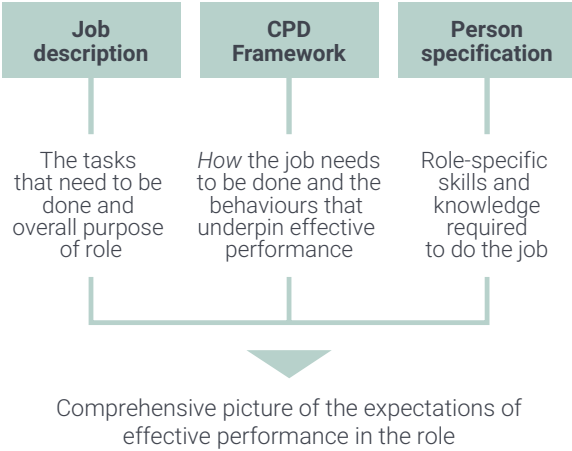 Job
description
CPD
Framework
Person
specification
The tasks
that need to be
done and
overall purpose
of role
How the job needs
to be done and the
behaviours that
underpin effective
performance
Role-specific
skills and
knowledge
required
to do the job
Comprehensive picture of the expectations of
effective performance in the role